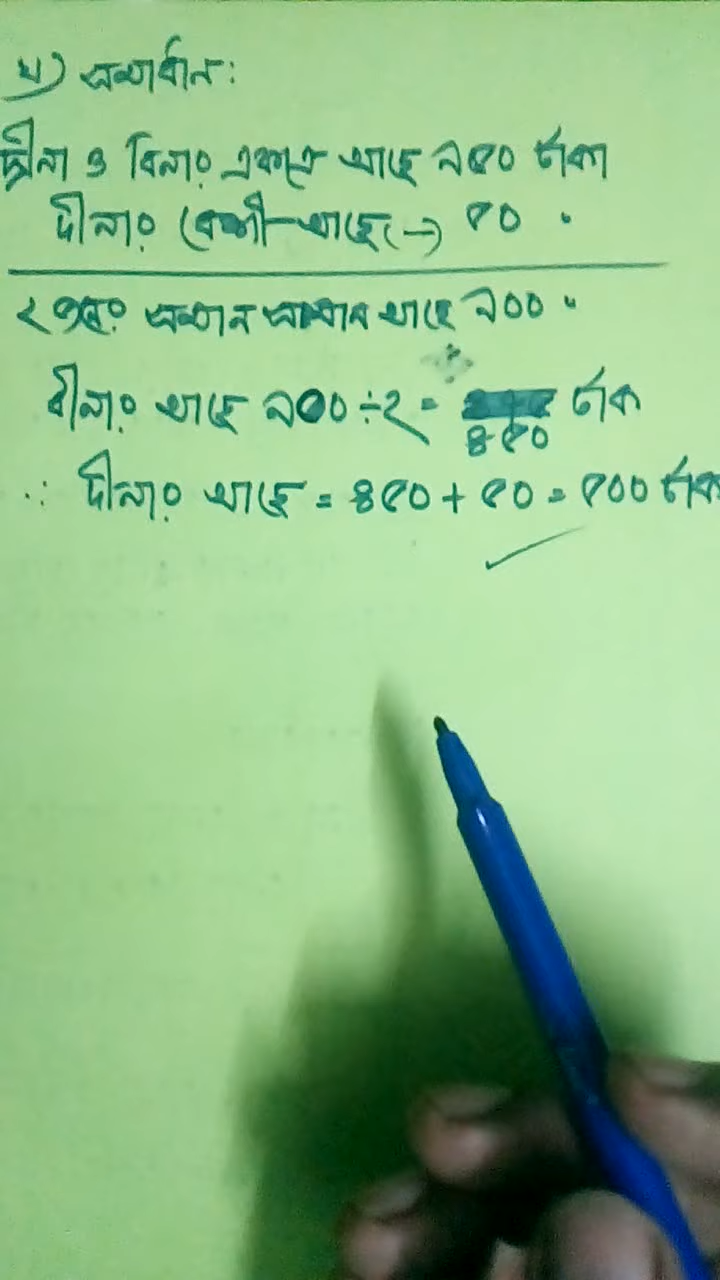 ঘ) সমাধান:
দ্বীনা ও বিনার একত্রে আছে ৯৫০ টাকা
দ্বীনার বেশী আছে (-) ৫০ "
২ জনের সমান সমান আছে ৯০০ "
বীনার আছে ৯০০ ÷ ২ = ৪৫০ টাকা
∴ দ্বীনার আছে = ৪৫০ + ৫০ = ৫০০ টাকা